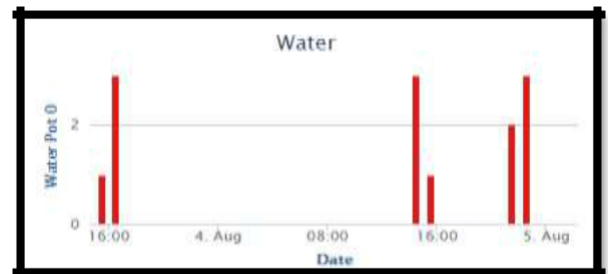 Water
Water Pot 0
2
0
16:00
4. Aug
08:00
16:00
5. Aug
Date